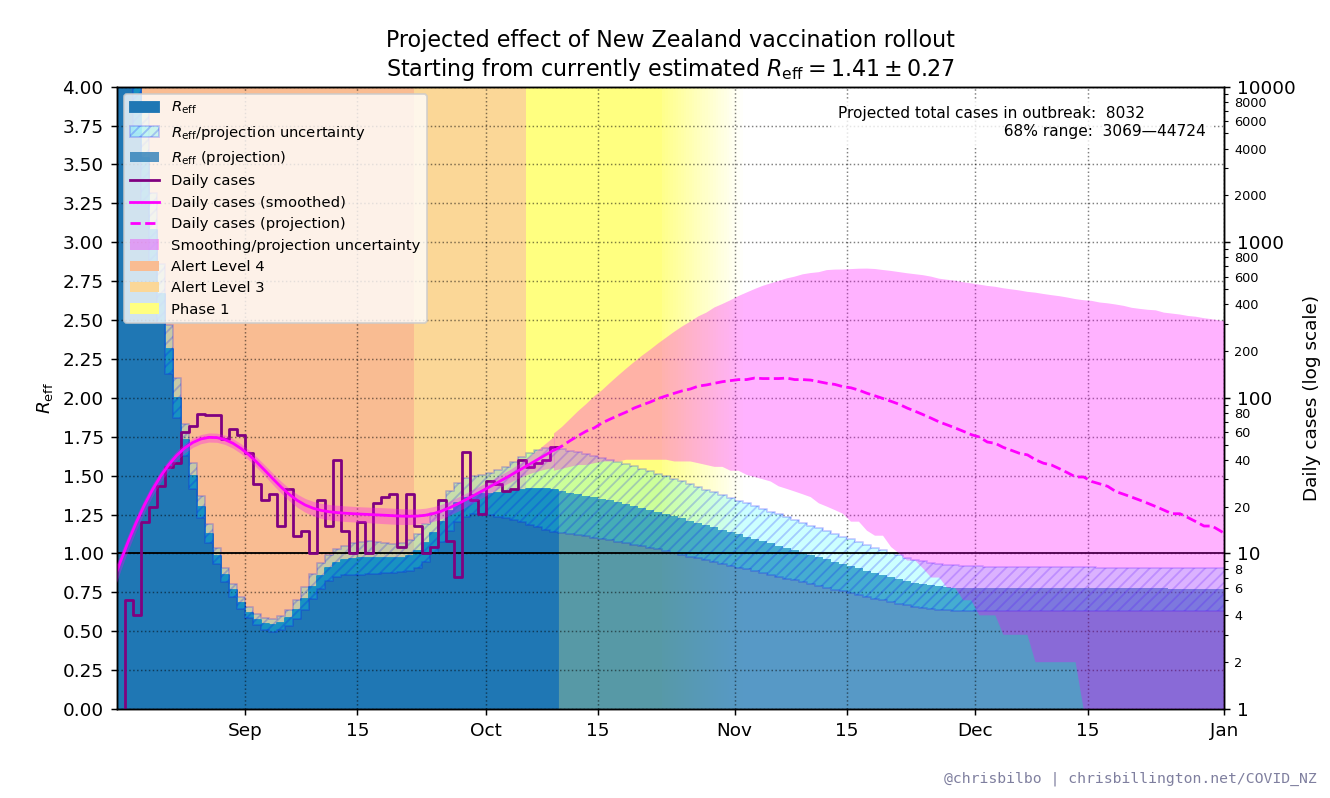 Projected effect of New Zealand vaccination rollout
Starting from currently estimated Reff = 1.41 ± 0.27
Projected total cases in outbreak: 8032
68% range: 3069—44724
Reff
Reff/projection uncertainty
Reff (projection)
Daily cases
Daily cases (smoothed)
Daily cases (projection)
Smoothing/projection uncertainty
Alert Level 4
Alert Level 3
Phase 1
Reff
4.00
3.75
3.50
3.25
3.00
2.75
2.50
2.25
2.00
1.75
1.50
1.25
1.00
0.75
0.50
0.25
0.00
10000
8000
6000
4000
2000
1000
800
600
400
200
100
80
60
40
20
10
8
6
4
2
1
Daily cases (log scale)
Sep 15 Oct 15 Nov 15 Dec 15 Jan
@chrisbilbo | chrisbillington.net/COVID_NZ